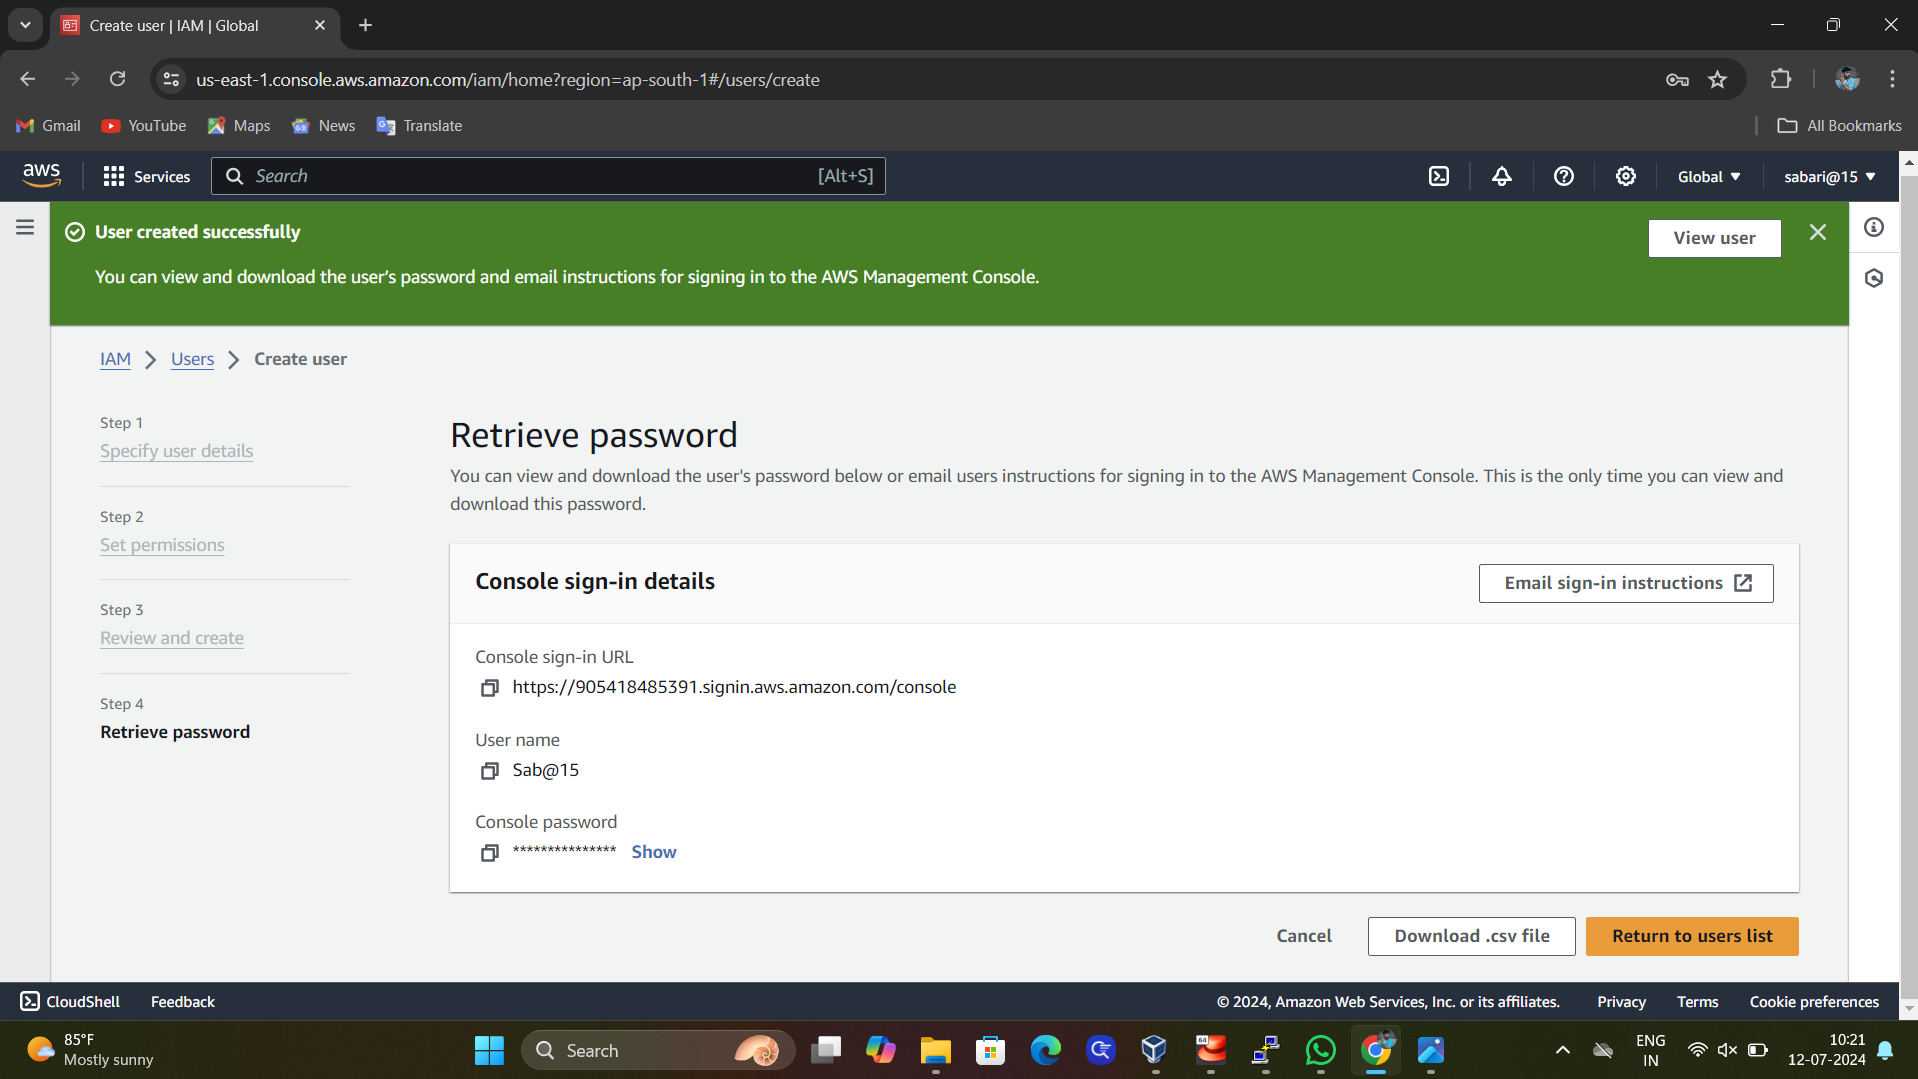 Create user | IAM | Global
us-east-1.console.aws.amazon.com/iam/home?region=ap-south-1#/users/create
Gmail
YouTube
Maps
News
Translate
All Bookmarks
aws
Services
Search
[Alt+S]
Global
sabari@15
User created successfully
View user
You can view and download the user's password and email instructions for signing in to the AWS Management Console.
IAM
Users
Create user
Step 1
Specify user details
Step 2
Set permissions
Step 3
Review and create
Step 4
Retrieve password
Retrieve password
You can view and download the user's password below or email users instructions for signing in to the AWS Management Console. This is the only time you can view and
download this password.
Console sign-in details
Email sign-in instructions
Console sign-in URL
https://905418485391.signin.aws.amazon.com/console
User name
Sab@15
Console password
*************** Show
Cancel
Download .csv file
Return to users list
CloudShell
Feedback
© 2024, Amazon Web Services, Inc. or its affiliates.
Privacy
Terms
Cookie preferences
85°F
Mostly sunny
Search
64
ENG
IN
10:21
12-07-2024